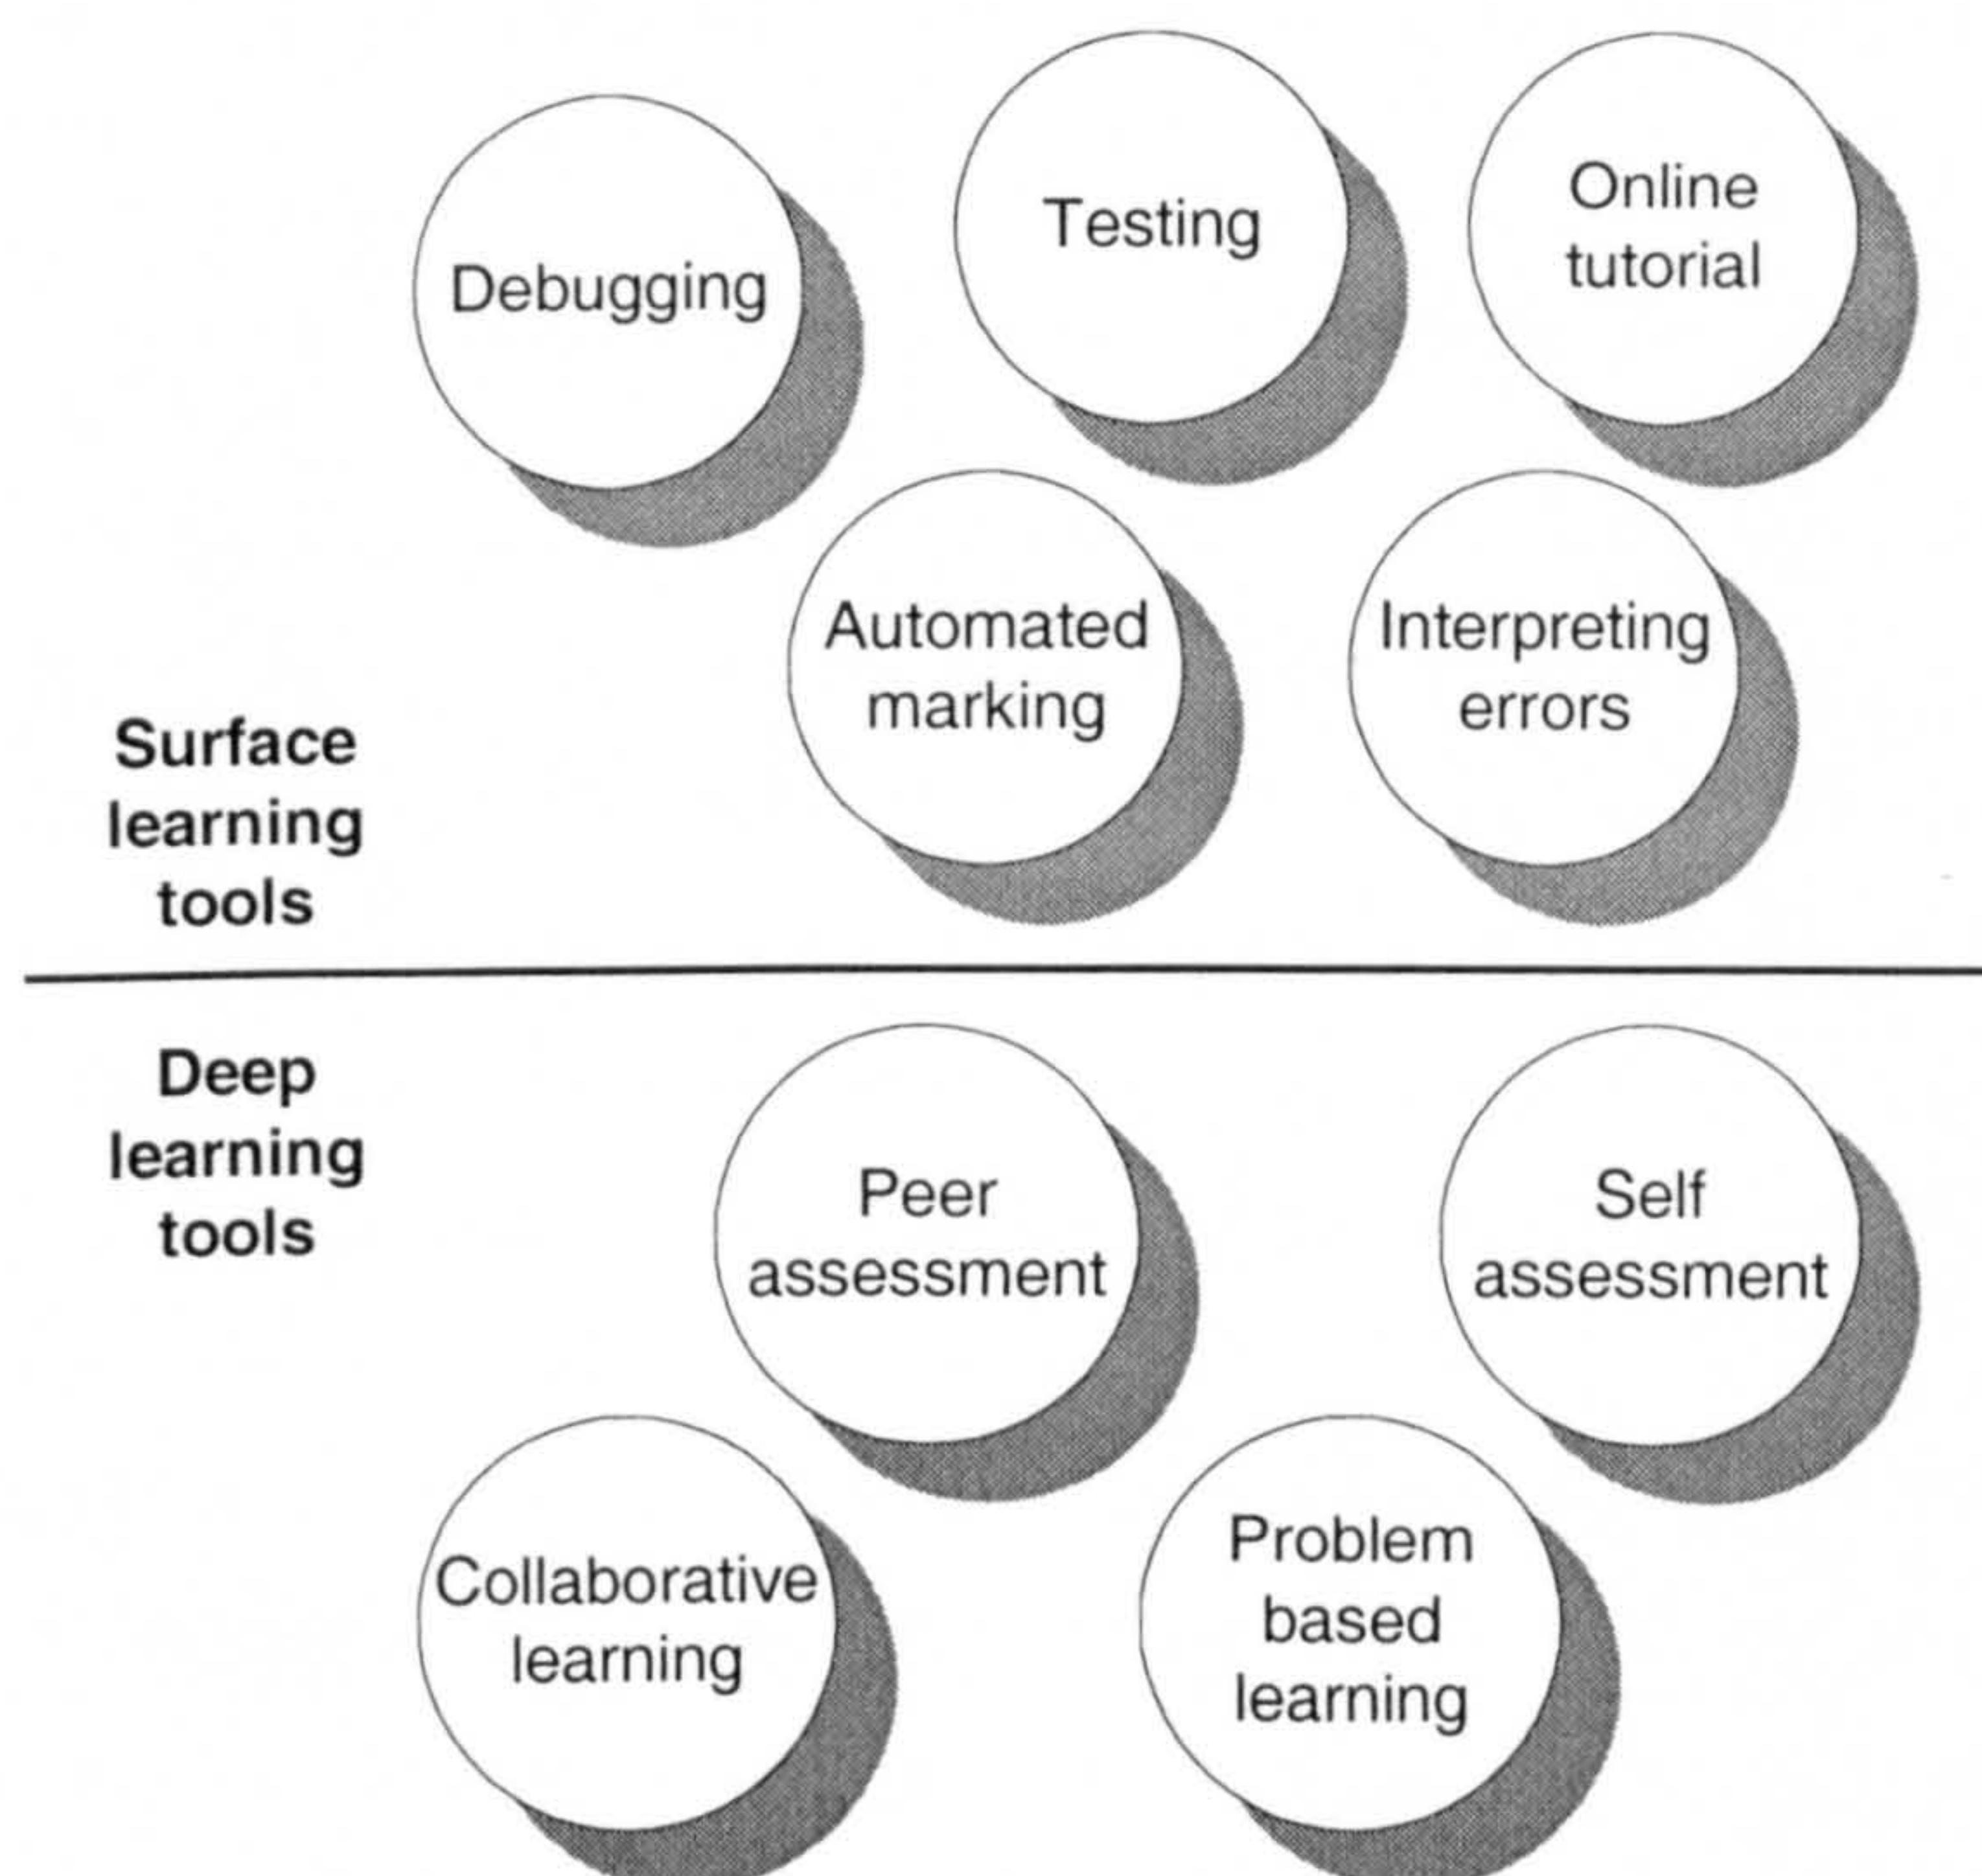 Debugging
Testing
Online
tutorial
Automated
marking
Interpreting
errors
Surface
learning
tools
Deep
learning
tools
Peer
assessment
Self
assessment
Collaborative
learning
Problem
based
learning